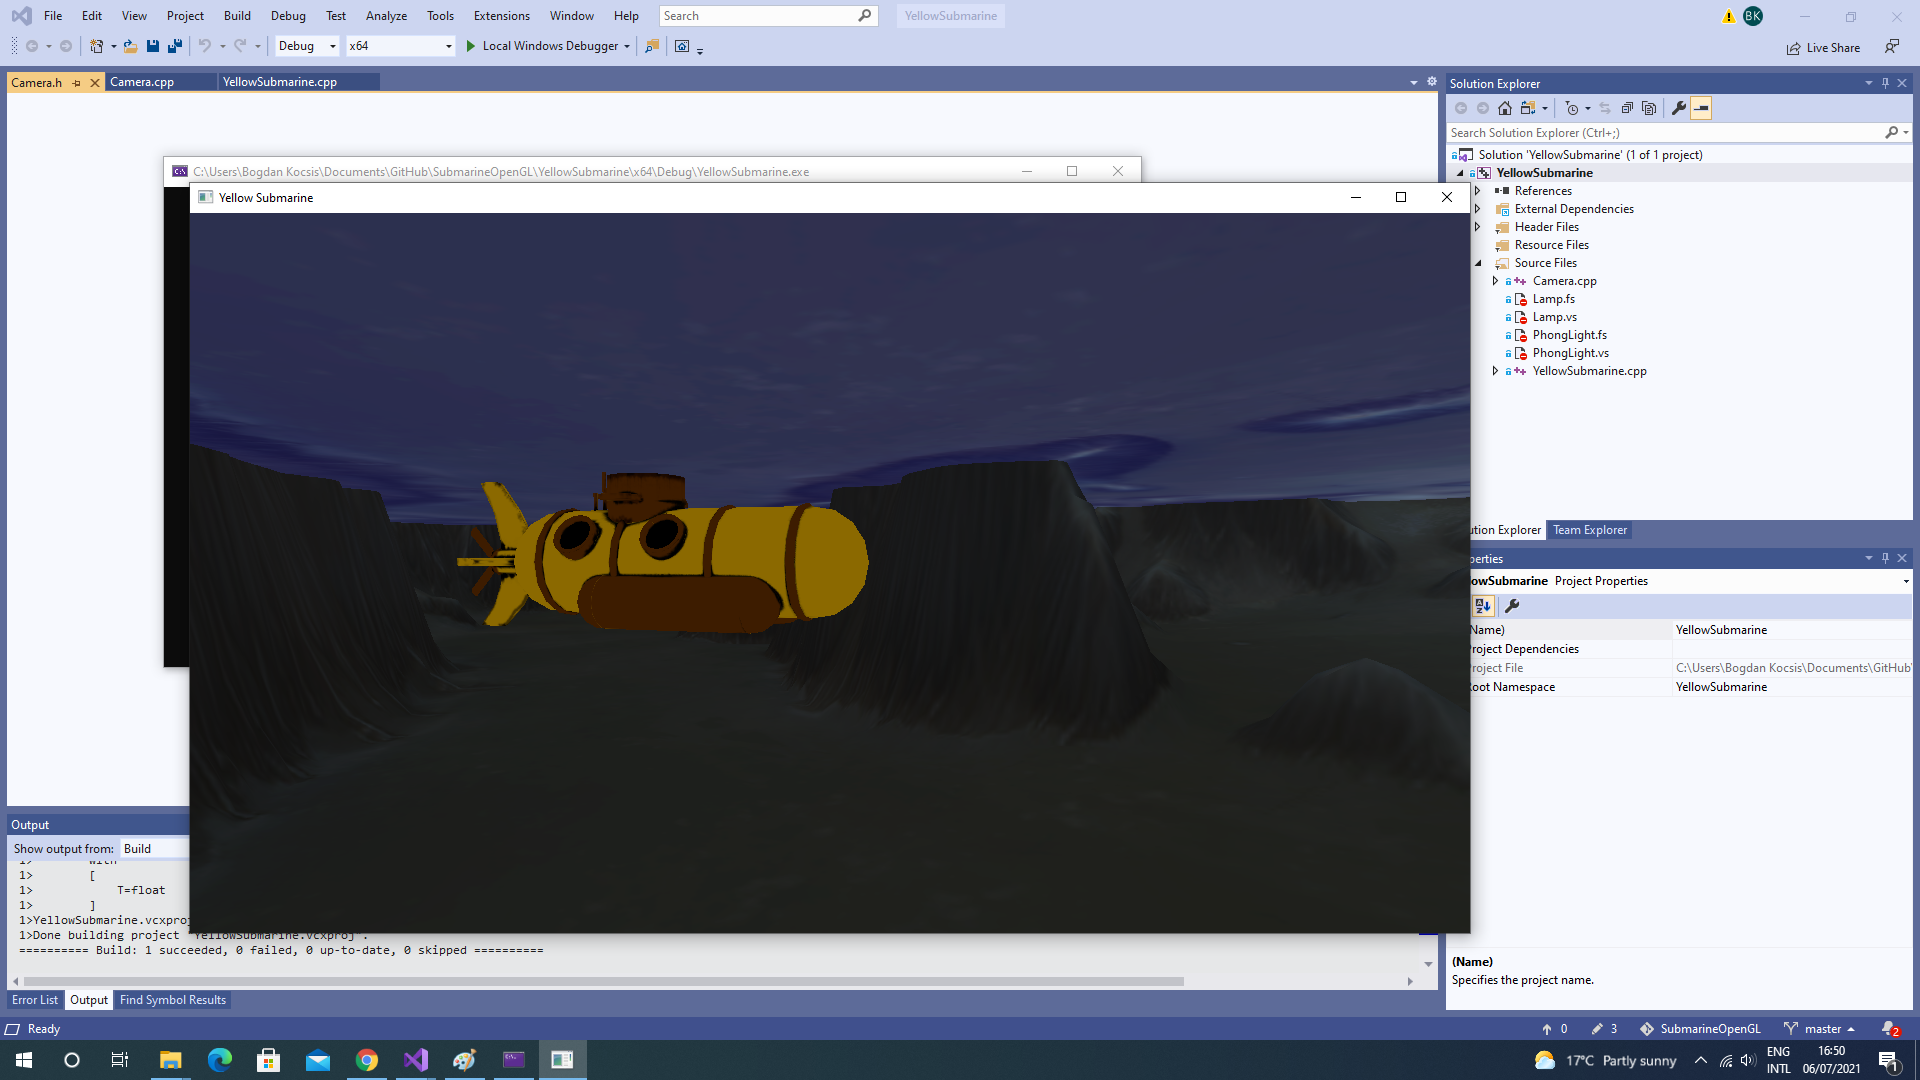 File Edit View Project Build Debug Test Analyze Tools Extensions Window Help Search YellowSubmarine BK
Debug x64 Local Windows Debugger Live Share
Camera.h Camera.cpp YellowSubmarine.cpp
C:\Users\Bogdan Kocsis\Documents\GitHub\SubmarineOpenGL\YellowSubmarine\x64\Debug\YellowSubmarine.exe
Yellow Submarine
Solution Explorer
Search Solution Explorer (Ctrl+;)
Solution 'YellowSubmarine' (1 of 1 project)
YellowSubmarine
References
External Dependencies
Header Files
Resource Files
Source Files
Camera.cpp
Lamp.fs
Lamp.vs
PhongLight.fs
PhongLight.vs
YellowSubmarine.cpp
ution Explorer Team Explorer
perties
lowSubmarine Project Properties
Name) YellowSubmarine
roject Dependencies
roject File C:\Users\Bogdan Kocsis\Documents\GitHub\
oot Namespace YellowSubmarine
(Name)
Specifies the project name.
Output
Show output from: Build
1> with
1> [
1> T=float
1> ]
1>YellowSubmarine.vcxproj
1>Done building project "YellowSubmarine.vcxproj".
========== Build: 1 succeeded, 0 failed, 0 up-to-date, 0 skipped ==========
Error List Output Find Symbol Results
Ready 0 3 SubmarineOpenGL master 2
17°C Partly sunny ENG INTL 16:50 06/07/2021 1